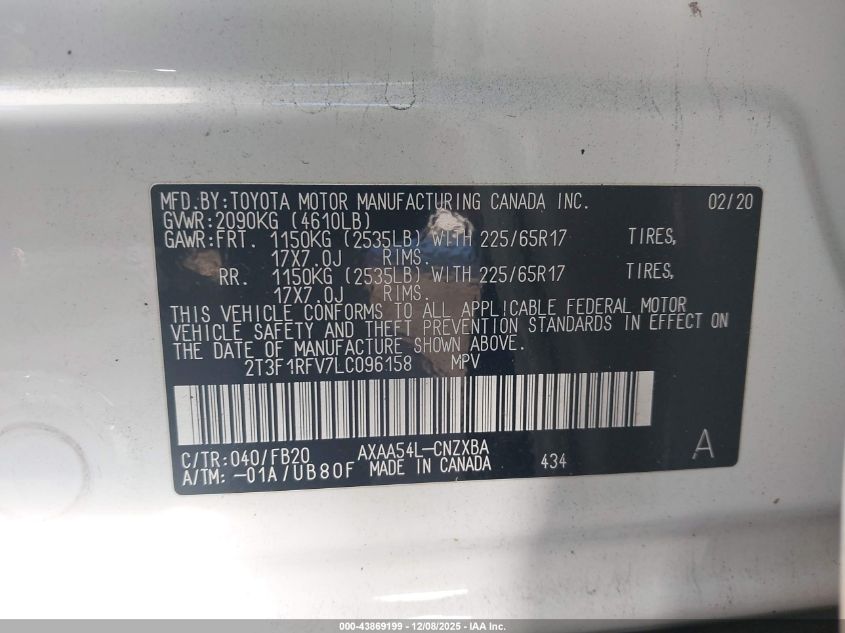 MFD.BY:TOYOTA MOTOR MANUFACTURING CANADA INC. 02/20
GVWR:2090KG (4610LB)
GAWR:FRT. 1150KG (2535LB) WITH 225/65R17 TIRES,
17X7.0J RIMS.
RR. 1150KG (2535LB) WITH 225/65R17 TIRES,
17X7.0J RIMS.
THIS VEHICLE CONFORMS TO ALL APPLICABLE FEDERAL MOTOR
VEHICLE SAFETY AND THEFT PREVENTION STANDARDS IN EFFECT ON
THE DATE OF MANUFACTURE SHOWN ABOVE.
2T3F1RFV7LC096158 MPV
C/TR:040/FB20 AXAA54L-CNZXBA A
A/TM:-01A/UB80F MADE IN CANADA 434
000-43869199 - 12/08/2025 - IAA Inc.